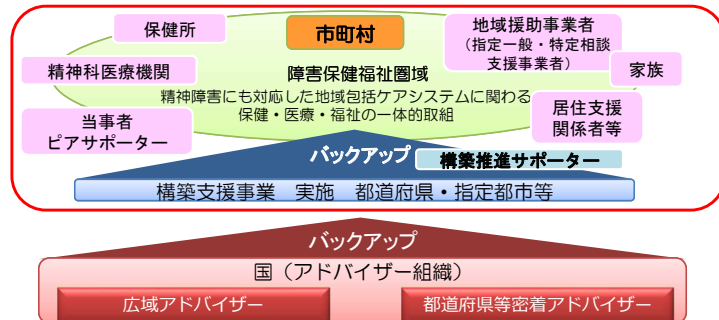 保健所
市町村
地域援助事業者
（指定一般・特定相談
支援事業者）
精神科医療機関
障害保健福祉圏域
家族
精神障害にも対応した地域包括ケアシステムに関わる
保健・医療・福祉の一体的取組
当事者
ピアサポーター
居住支援
関係者等
バックアップ
構築推進サポーター
構築支援事業　実施　都道府県・指定都市等
バックアップ
国（アドバイザー組織）
広域アドバイザー
都道府県等密着アドバイザー